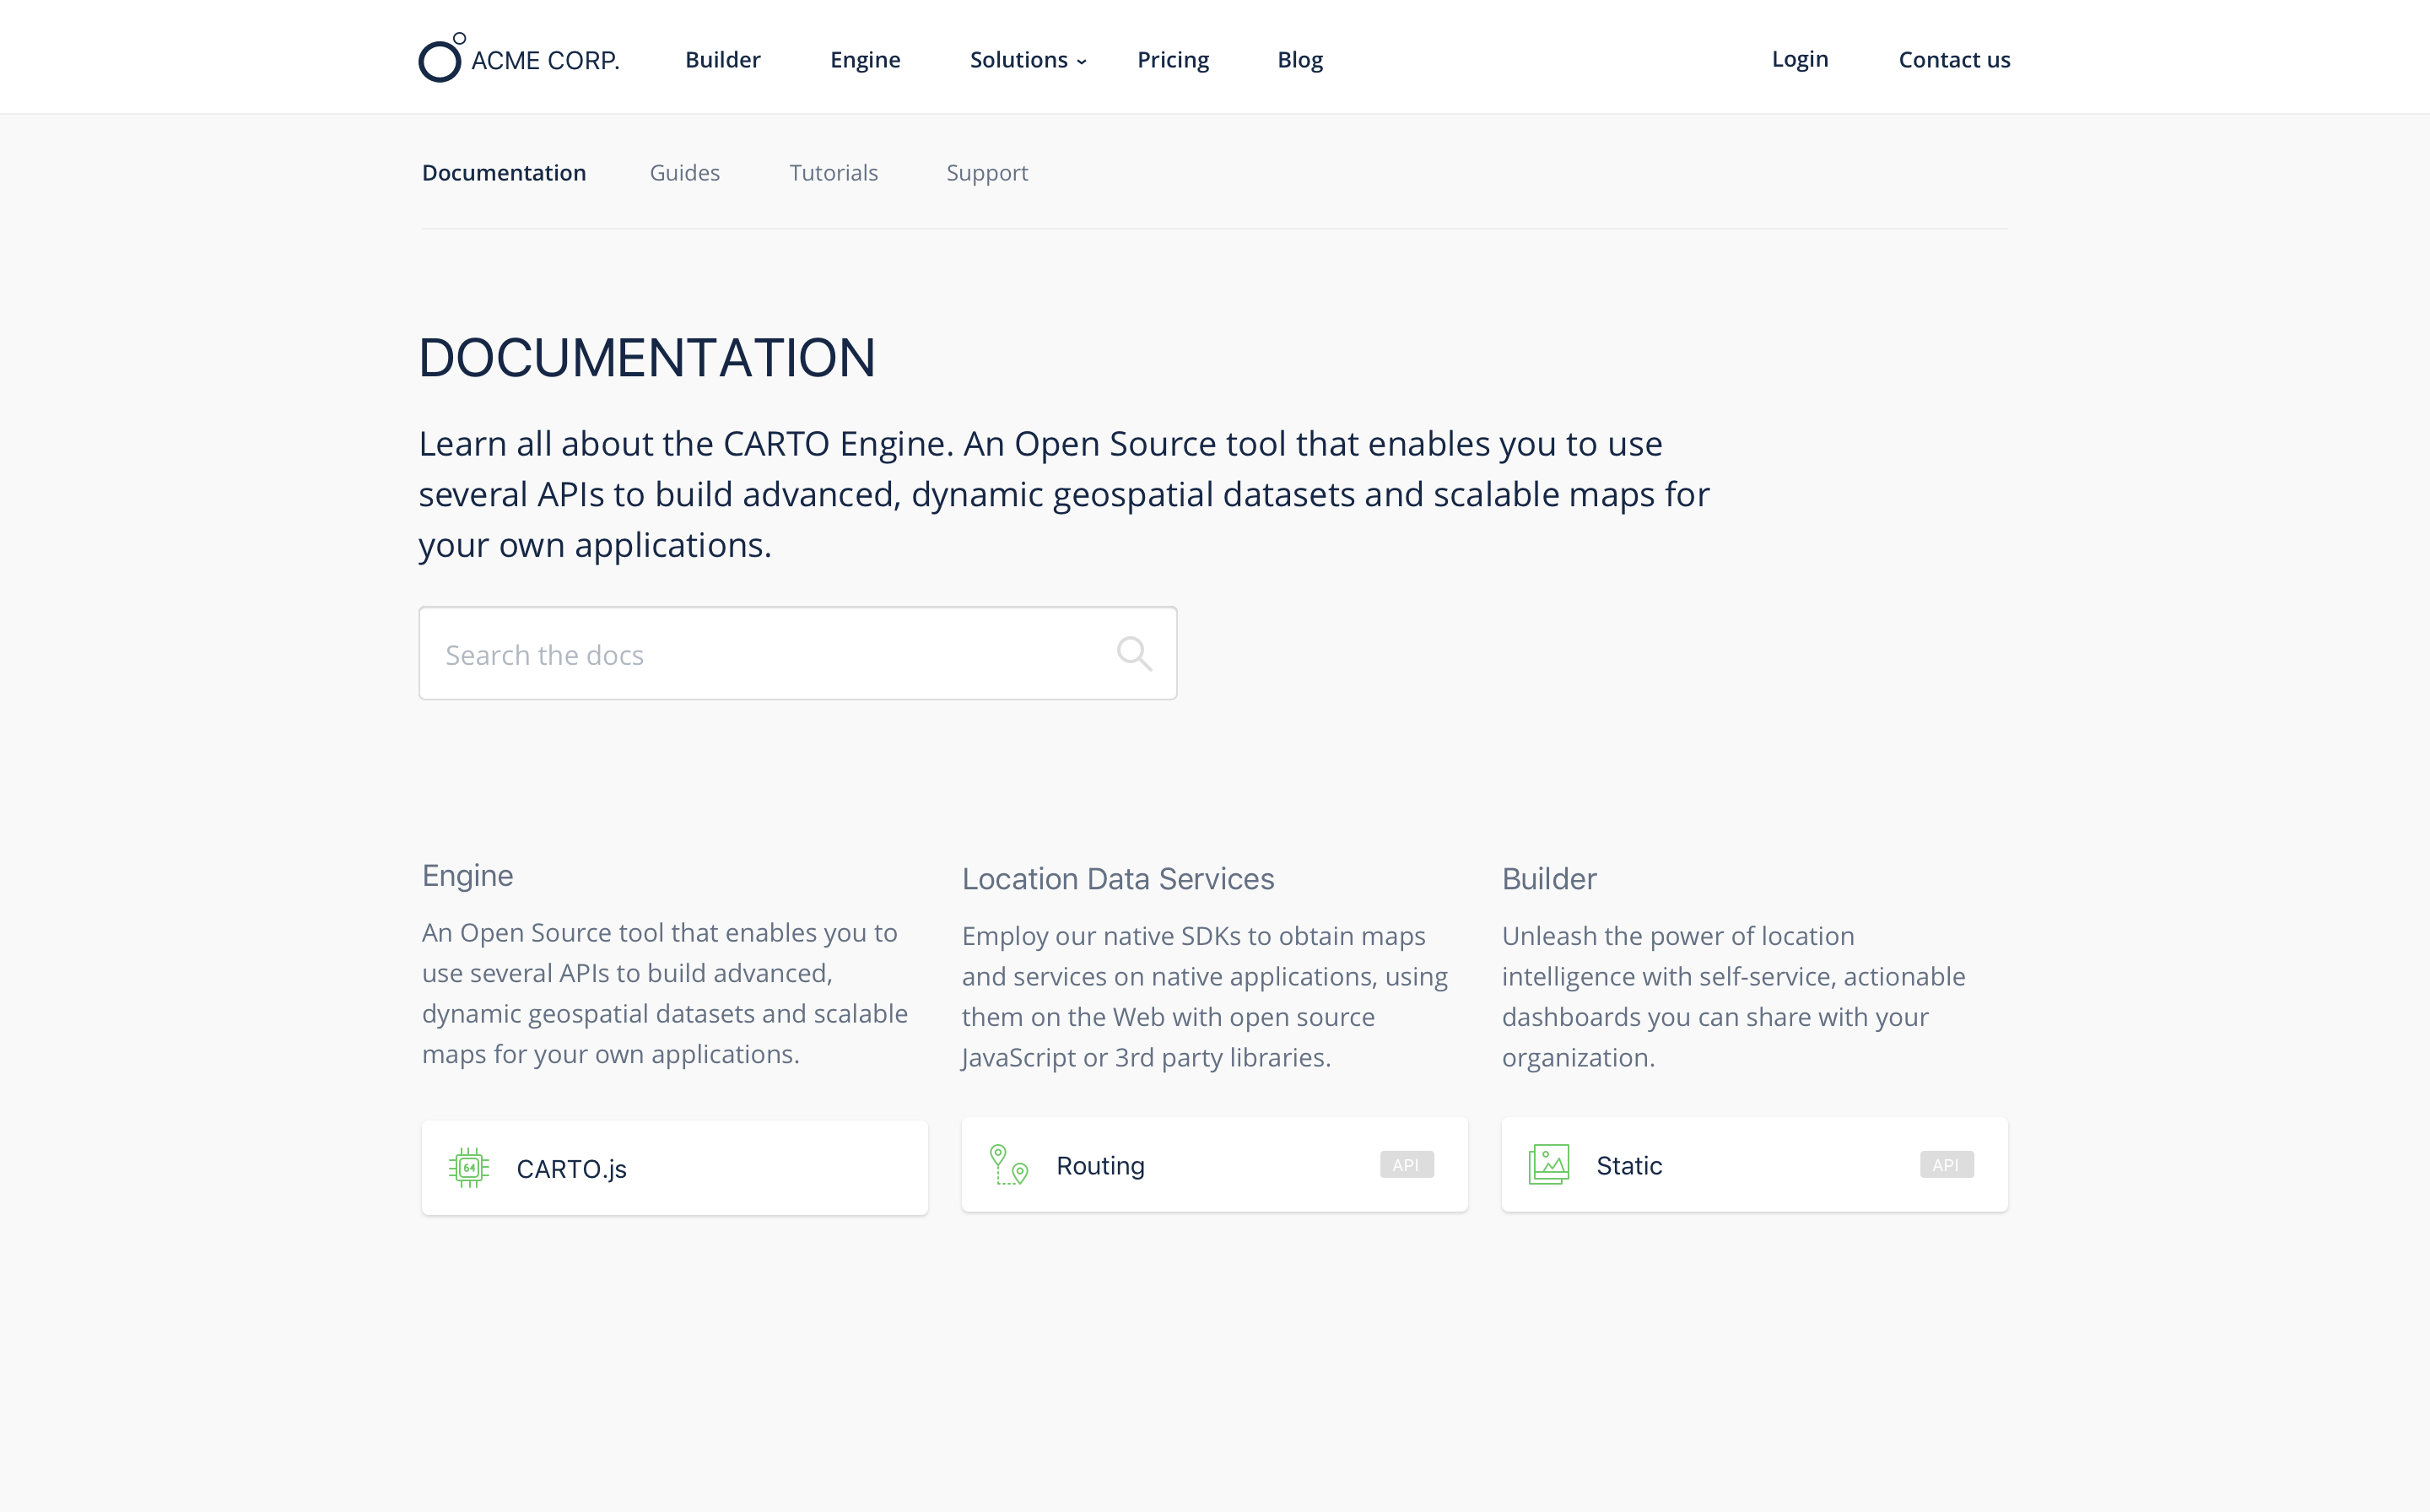 ACME CORP. Builder Engine Solutions Pricing Blog Login Contact us
Documentation Guides Tutorials Support
DOCUMENTATION
Learn all about the CARTO Engine. An Open Source tool that enables you to use
several APIs to build advanced, dynamic geospatial datasets and scalable maps for
your own applications.
Search the docs
Engine
An Open Source tool that enables you to
use several APIs to build advanced,
dynamic geospatial datasets and scalable
maps for your own applications.
64 CARTO.js
Location Data Services
Employ our native SDKs to obtain maps
and services on native applications, using
them on the Web with open source
JavaScript or 3rd party libraries.
Routing API
Builder
Unleash the power of location
intelligence with self-service, actionable
dashboards you can share with your
organization.
Static API